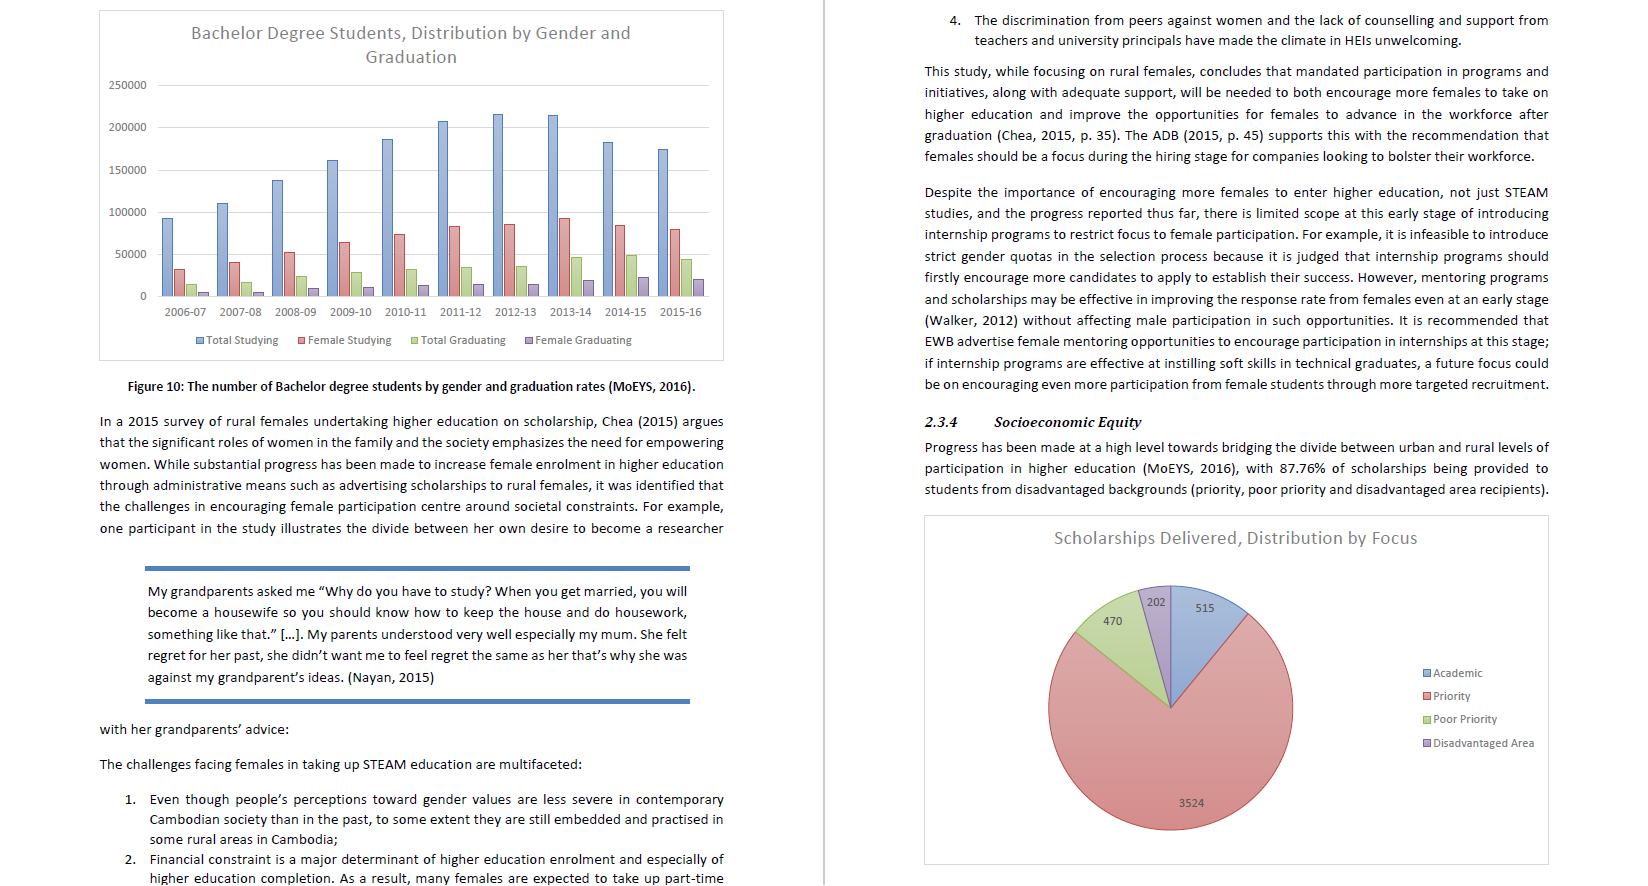 Bachelor Degree Students, Distribution by Gender and
Graduation
250000
200000
150000
100000
50000
0
2006-07 2007-08 2008-09 2009-10 2010-11 2011-12 2012-13 2013-14 2014-15 2015-16
Total Studying Female Studying Total Graduating Female Graduating
Figure 10: The number of Bachelor degree students by gender and graduation rates (MoEYS, 2016).
In a 2015 survey of rural females undertaking higher education on scholarship, Chea (2015) argues
that the significant roles of women in the family and the society emphasizes the need for empowering
women. While substantial progress has been made to increase female enrolment in higher education
through administrative means such as advertising scholarships to rural females, it was identified that
the challenges in encouraging female participation centre around societal constraints. For example,
one participant in the study illustrates the divide between her own desire to become a researcher
My grandparents asked me “Why do you have to study? When you get married, you will
become a housewife so you should know how to keep the house and do housework,
something like that.” […]. My parents understood very well especially my mum. She felt
regret for her past, she didn’t want me to feel regret the same as her that’s why she was
against my grandparent’s ideas. (Nayan, 2015)
with her grandparents’ advice:
The challenges facing females in taking up STEAM education are multifaceted:
1. Even though people’s perceptions toward gender values are less severe in contemporary
Cambodian society than in the past, to some extent they are still embedded and practised in
some rural areas in Cambodia;
2. Financial constraint is a major determinant of higher education enrolment and especially of
higher education completion. As a result, many females are expected to take up part-time
4. The discrimination from peers against women and the lack of counselling and support from
teachers and university principals have made the climate in HEIs unwelcoming.
This study, while focusing on rural females, concludes that mandated participation in programs and
initiatives, along with adequate support, will be needed to both encourage more females to take on
higher education and improve the opportunities for females to advance in the workforce after
graduation (Chea, 2015, p. 35). The ADB (2015, p. 45) supports this with the recommendation that
females should be a focus during the hiring stage for companies looking to bolster their workforce.
Despite the importance of encouraging more females to enter higher education, not just STEAM
studies, and the progress reported thus far, there is limited scope at this early stage of introducing
internship programs to restrict focus to female participation. For example, it is infeasible to introduce
strict gender quotas in the selection process because it is judged that internship programs should
firstly encourage more candidates to apply to establish their success. However, mentoring programs
and scholarships may be effective in improving the response rate from females even at an early stage
(Walker, 2012) without affecting male participation in such opportunities. It is recommended that
EWB advertise female mentoring opportunities to encourage participation in internships at this stage;
if internship programs are effective at instilling soft skills in technical graduates, a future focus could
be on encouraging even more participation from female students through more targeted recruitment.
2.3.4 Socioeconomic Equity
Progress has been made at a high level towards bridging the divide between urban and rural levels of
participation in higher education (MoEYS, 2016), with 87.76% of scholarships being provided to
students from disadvantaged backgrounds (priority, poor priority and disadvantaged area recipients).
Scholarships Delivered, Distribution by Focus
202
515
470
3524
Academic
Priority
Poor Priority
Disadvantaged Area